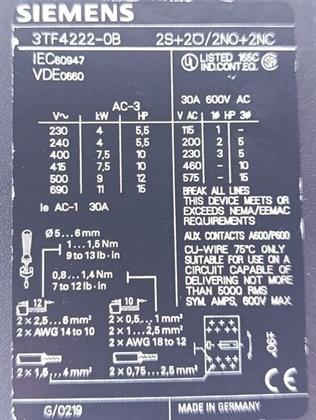 SIEMENS
3TF4222-0B 2S+2Ö/2NO+2NC
IEC60947
VDE0660
UL LISTED 165C
IND.CONT.EQ.
AC-3
V~ kW HP
230 4 5,5
240 4 5,5
400 7,5 10
415 7,5 10
500 9 12
690 11 15
Ie AC-1 30A
30A 600V AC
V AC 1Ø HP 3Ø
115 1 -
200 2 5
230 3 5
460 - 10
575 - 15
BREAK ALL LINES
THIS DEVICE MEETS OR
EXCEEDS NEMA/EEMAC
REQUIREMENTS
AUX. CONTACTS A600/P600
CU-WIRE 75°C ONLY
SUITABLE FOR USE ON A
CIRCUIT CAPABLE OF
DELIVERING NOT MORE
THAN 5000 RMS
SYM. AMPS, 600V MAX
Ø 5...6 mm
1...1,5 Nm
9 to 13 lb·in
0,8...1,4 Nm
7 to 12 lb·in
12
2 × 2,5...6 mm²
2 × AWG 14 to 10
10
2 × 0,5...1 mm²
2 × 1...2,5 mm²
2 × AWG 18 to 12
2 × 1,5...4 mm²
2 × 0,75...2,5 mm²
90°
CE
G/0219
MADE IN GERMANY